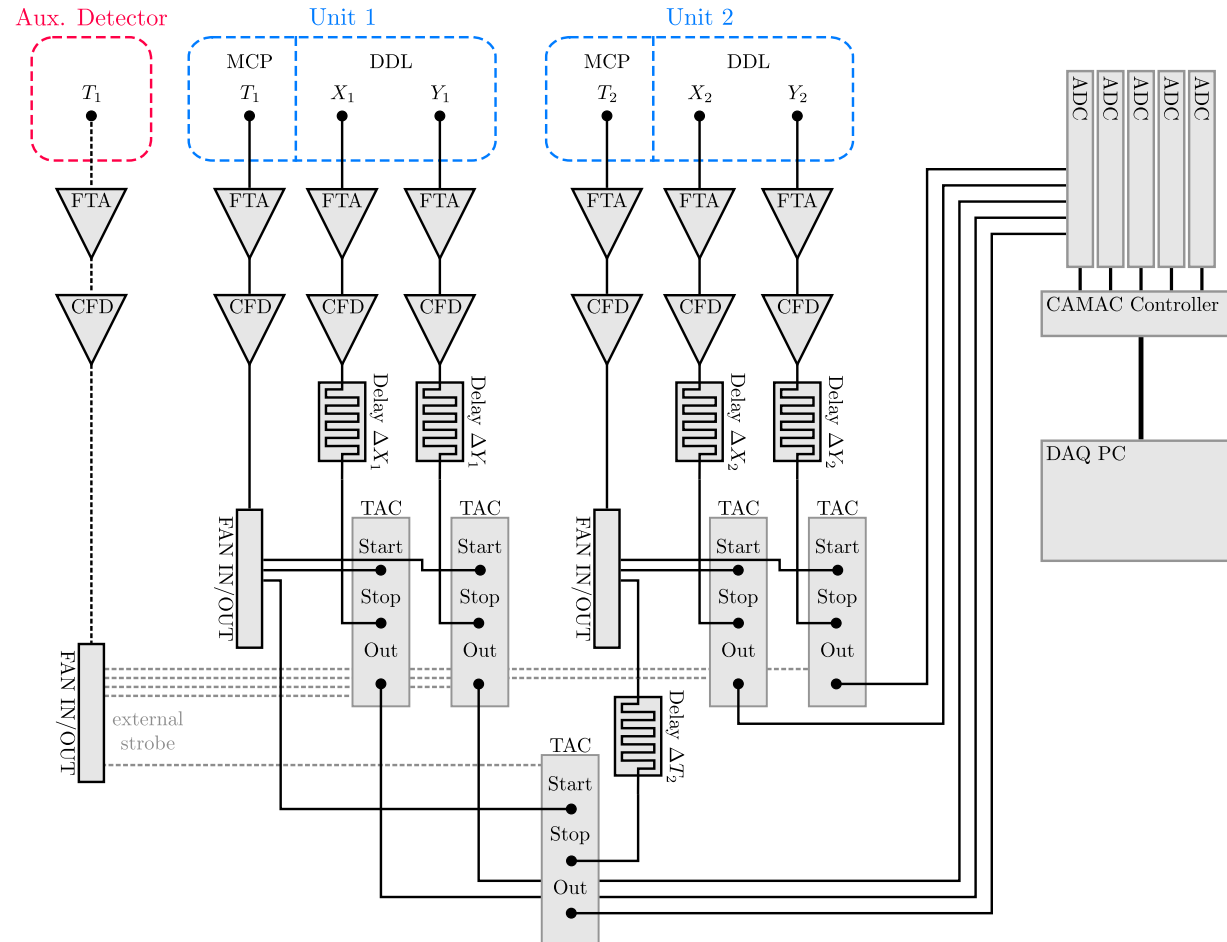 Aux. Detector
Unit 1
Unit 2
MCP
DDL
MCP
DDL
T₁
T₁
X₁
Y₁
T₂
X₂
Y₂
ADC
ADC
ADC
ADC
ADC
FTA
FTA
FTA
FTA
FTA
FTA
FTA
CFD
CFD
CFD
CFD
CFD
CFD
CFD
CAMAC Controller
Delay ΔX₁
Delay ΔY₁
Delay ΔX₂
Delay ΔY₂
DAQ PC
FAN IN/OUT
TAC
Start
Stop
Out
TAC
Start
Stop
Out
FAN IN/OUT
TAC
Start
Stop
Out
TAC
Start
Stop
Out
FAN IN/OUT
external
strobe
Delay ΔT₂
TAC
Start
Stop
Out